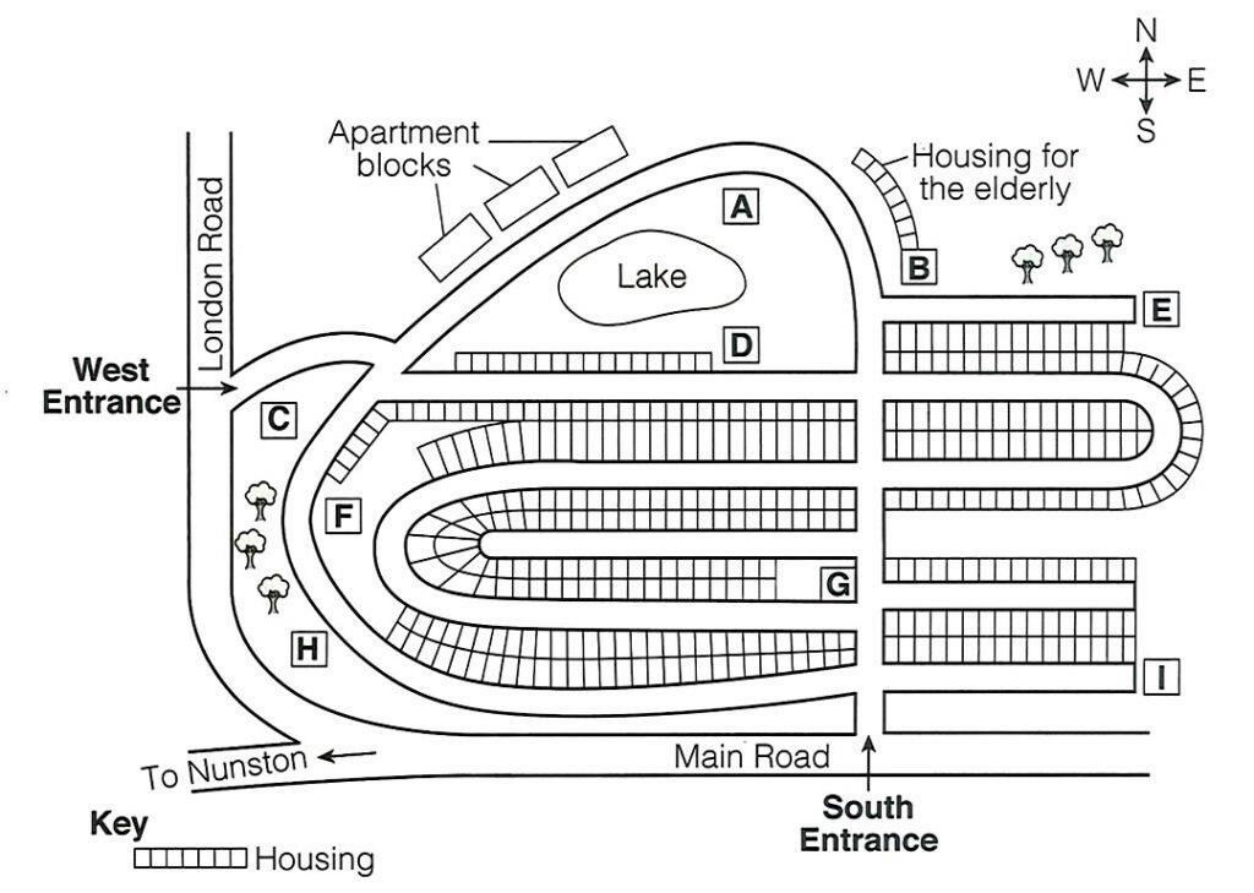 N
W E
S
Apartment
blocks
Housing for
the elderly
London Road
A
B
Lake
E
D
West
Entrance
C
F
G
H
I
To Nunston
Main Road
South
Entrance
Key
Housing